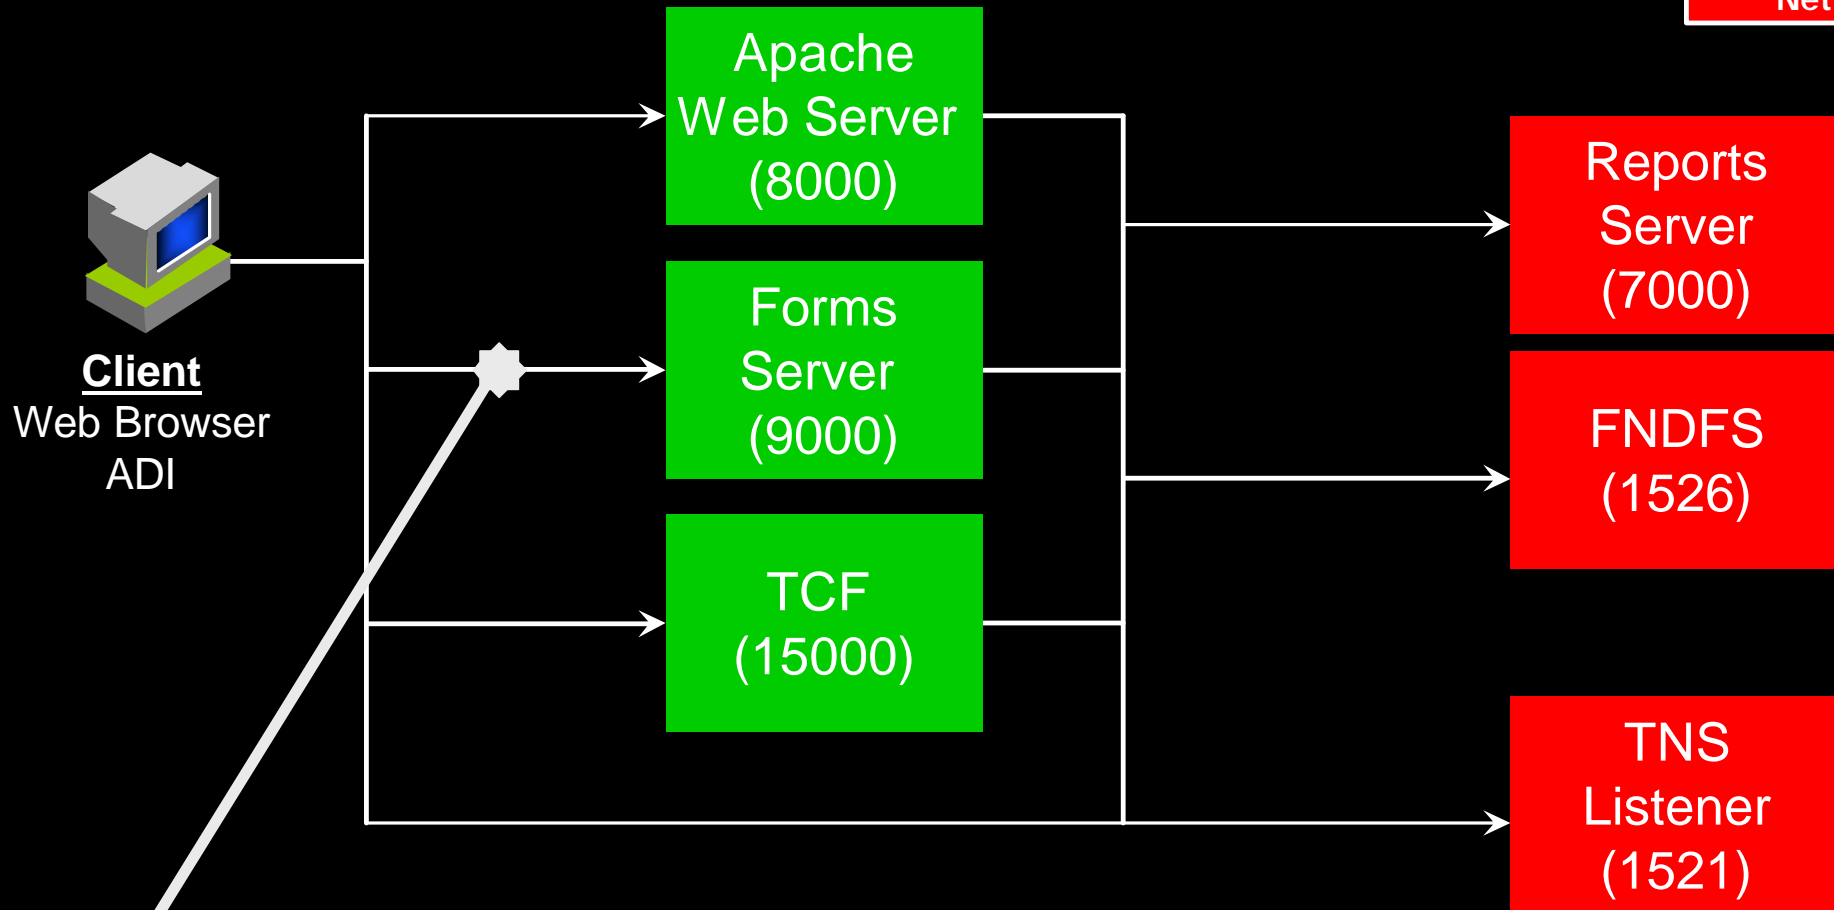 Net
Apache
Web Server
(8000)
Reports
Server
(7000)
Forms
Server
(9000)
Client
Web Browser
ADI
FNDFS
(1526)
TCF
(15000)
TNS
Listener
(1521)